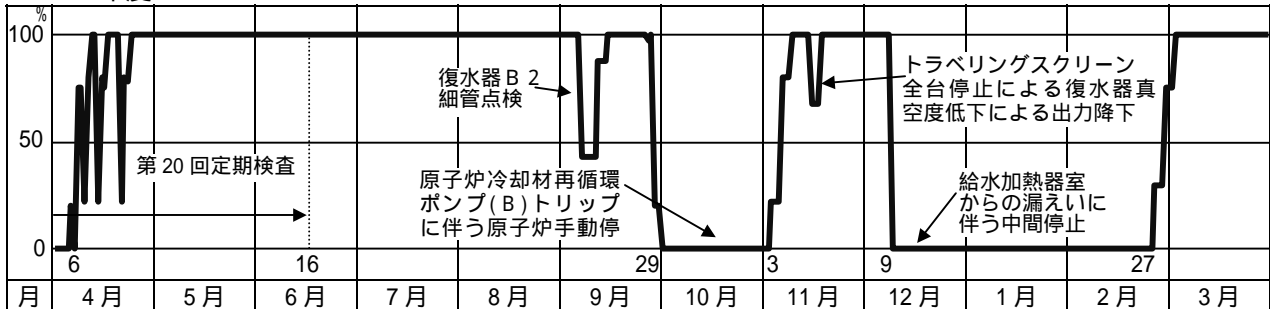 %
100
50
0
第20回定期検査
復水器B2
細管点検
原子炉冷却材再循環
ポンプ(B)トリップ
に伴う原子炉手動停
トラベリングスクリーン
全台停止による復水器真
空度低下による出力降下
給水加熱器室
からの漏えいに
伴う中間停止
6 16 29 3 9 27
月 4月 5月 6月 7月 8月 9月 10月 11月 12月 1月 2月 3月